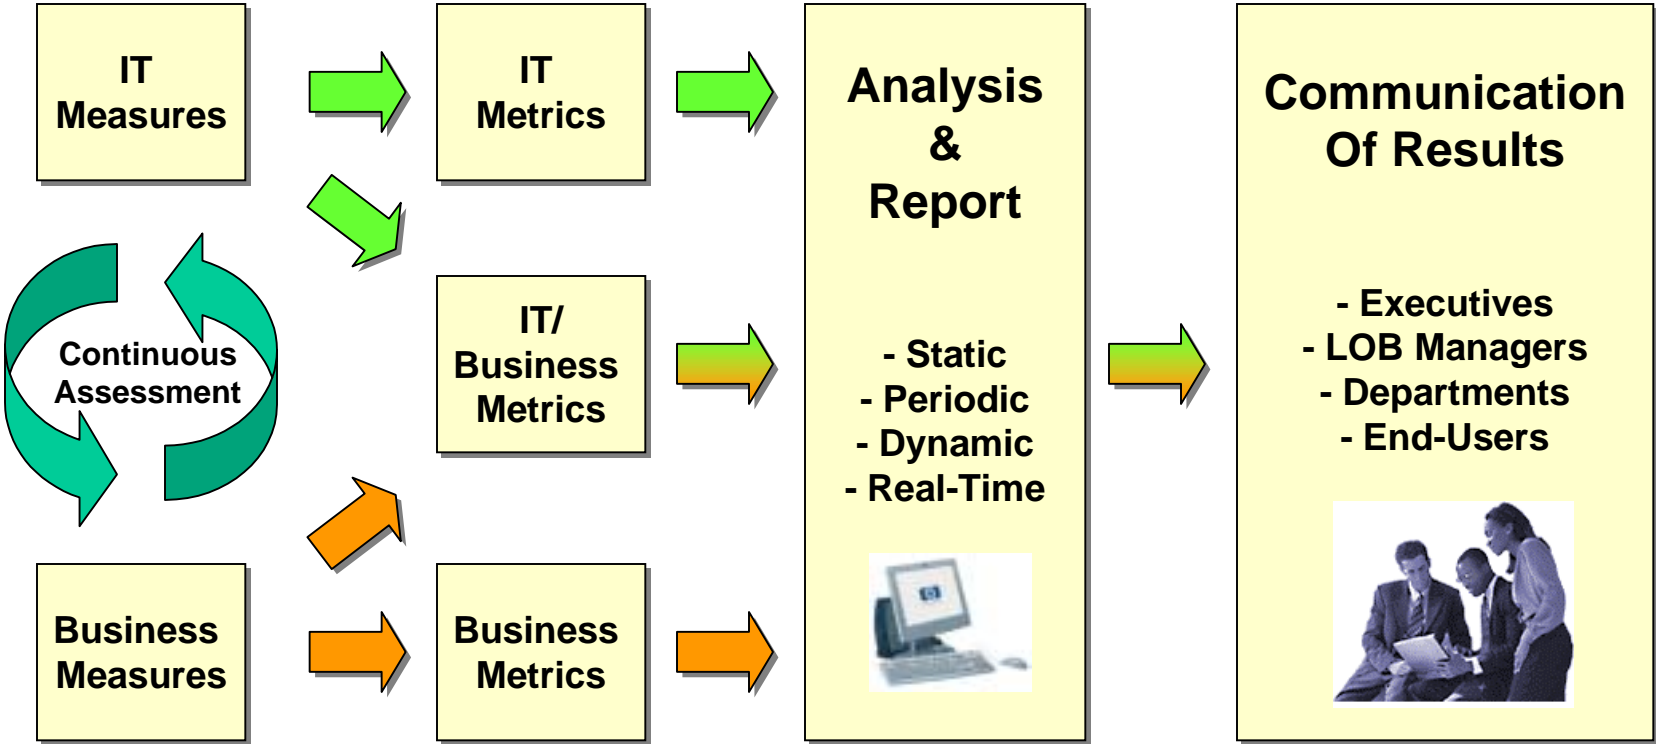 IT
Measures
IT
Metrics
Analysis
&
Report
Communication
Of Results
Continuous
Assessment
IT/
Business
Metrics
- Static
- Periodic
- Dynamic
- Real-Time
- Executives
- LOB Managers
- Departments
- End-Users
Business
Measures
Business
Metrics